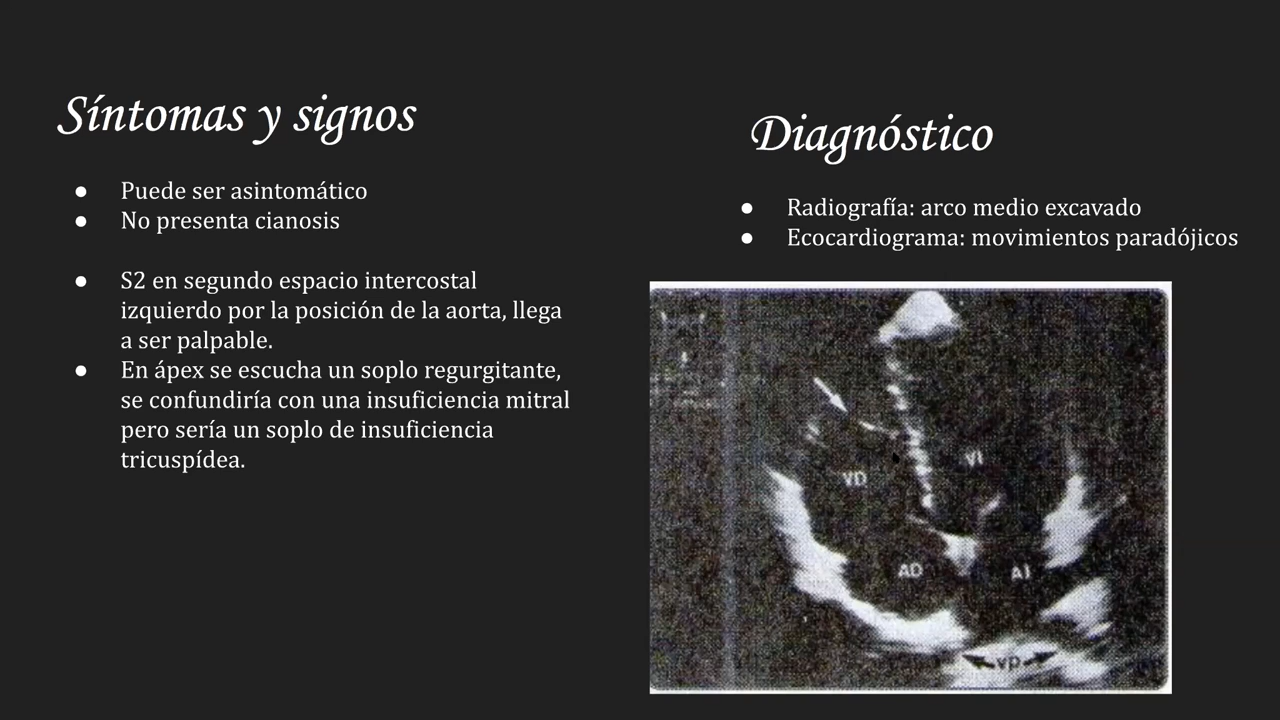 Síntomas y signos
● Puede ser asintomático
● No presenta cianosis
● S2 en segundo espacio intercostal
izquierdo por la posición de la aorta, llega
a ser palpable.
● En ápex se escucha un soplo regurgitante,
se confundiría con una insuficiencia mitral
pero sería un soplo de insuficiencia
tricuspídea.
Diagnóstico
● Radiografía: arco medio excavado
● Ecocardiograma: movimientos paradójicos
VD
VI
AD
AI
VP